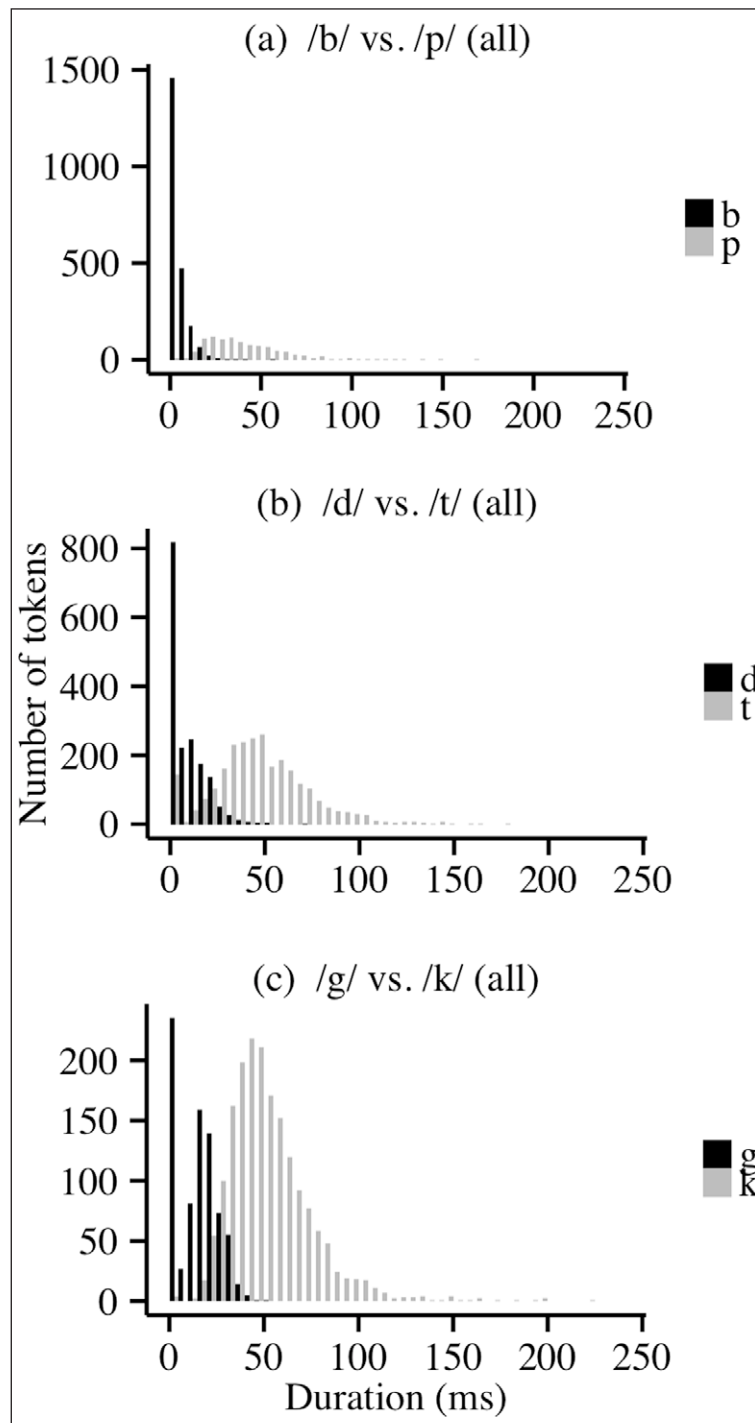 (a) /b/ vs. /p/ (all)
1500
1000
500
0
b
p
0 50 100 150 200 250
(b) /d/ vs. /t/ (all)
Number of tokens
800
600
400
200
0
d
t
0 50 100 150 200 250
(c) /g/ vs. /k/ (all)
200
150
100
50
0
g
k
0 50 100 150 200 250
Duration (ms)